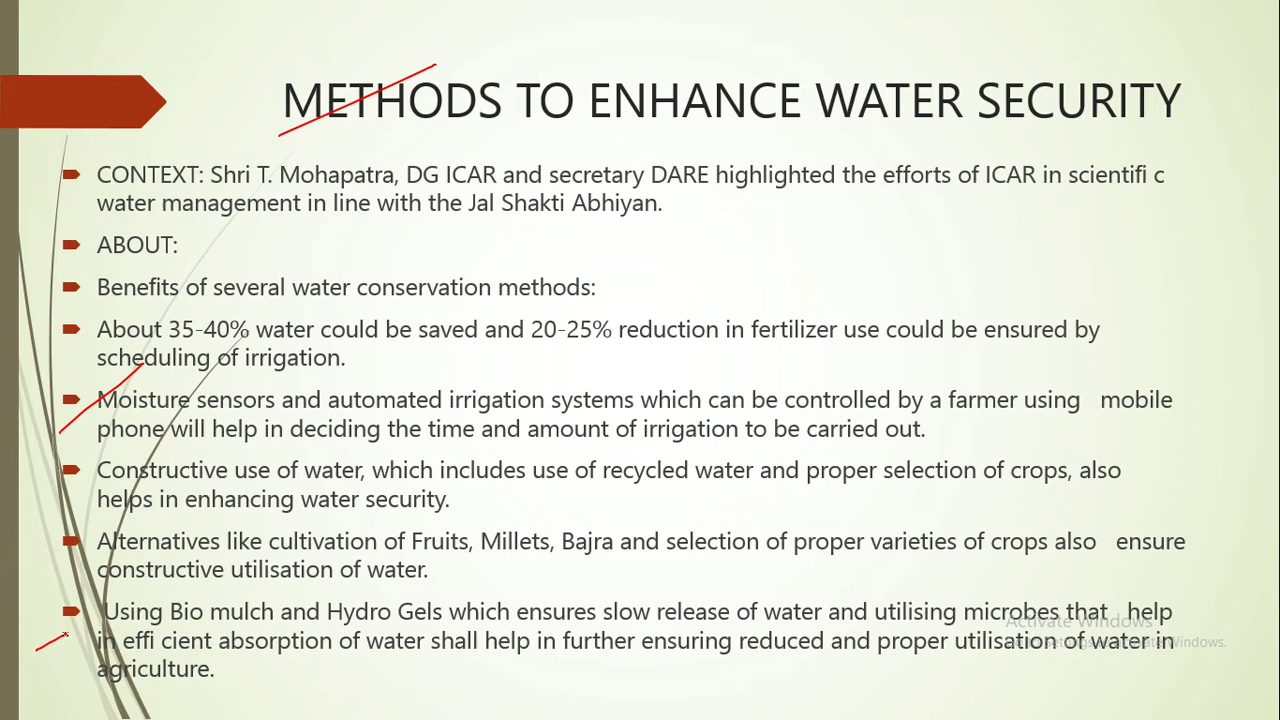 METHODS TO ENHANCE WATER SECURITY
CONTEXT: Shri T. Mohapatra, DG ICAR and secretary DARE highlighted the efforts of ICAR in scientifi c
water management in line with the Jal Shakti Abhiyan.
ABOUT:
Benefits of several water conservation methods:
About 35-40% water could be saved and 20-25% reduction in fertilizer use could be ensured by
scheduling of irrigation.
Moisture sensors and automated irrigation systems which can be controlled by a farmer using mobile
phone will help in deciding the time and amount of irrigation to be carried out.
Constructive use of water, which includes use of recycled water and proper selection of crops, also
helps in enhancing water security.
Alternatives like cultivation of Fruits, Millets, Bajra and selection of proper varieties of crops also ensure
constructive utilisation of water.
Using Bio mulch and Hydro Gels which ensures slow release of water and utilising microbes that help
in effi cient absorption of water shall help in further ensuring reduced and proper utilisation of water in
agriculture.
Activate Windows
Go to Settings to activate Windows.